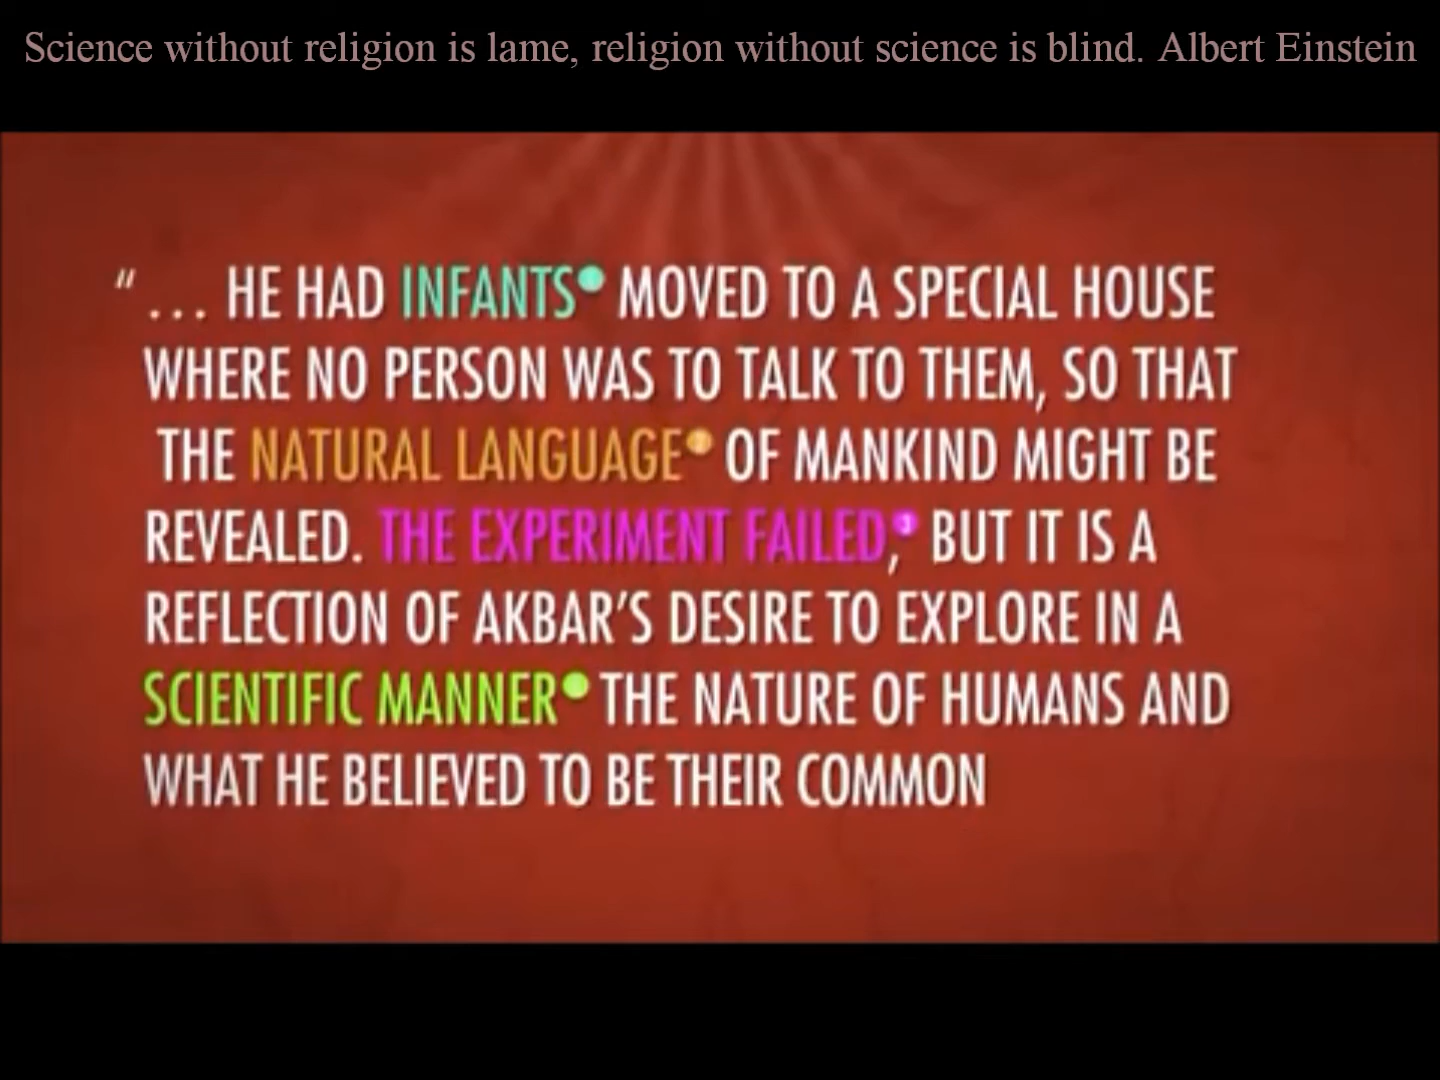 Science without religion is lame, religion without science is blind. Albert Einstein
“... HE HAD INFANTS MOVED TO A SPECIAL HOUSE
WHERE NO PERSON WAS TO TALK TO THEM, SO THAT
THE NATURAL LANGUAGE OF MANKIND MIGHT BE
REVEALED. THE EXPERIMENT FAILED,3 BUT IT IS A
REFLECTION OF AKBAR’S DESIRE TO EXPLORE IN A
SCIENTIFIC MANNER THE NATURE OF HUMANS AND
WHAT HE BELIEVED TO BE THEIR COMMON